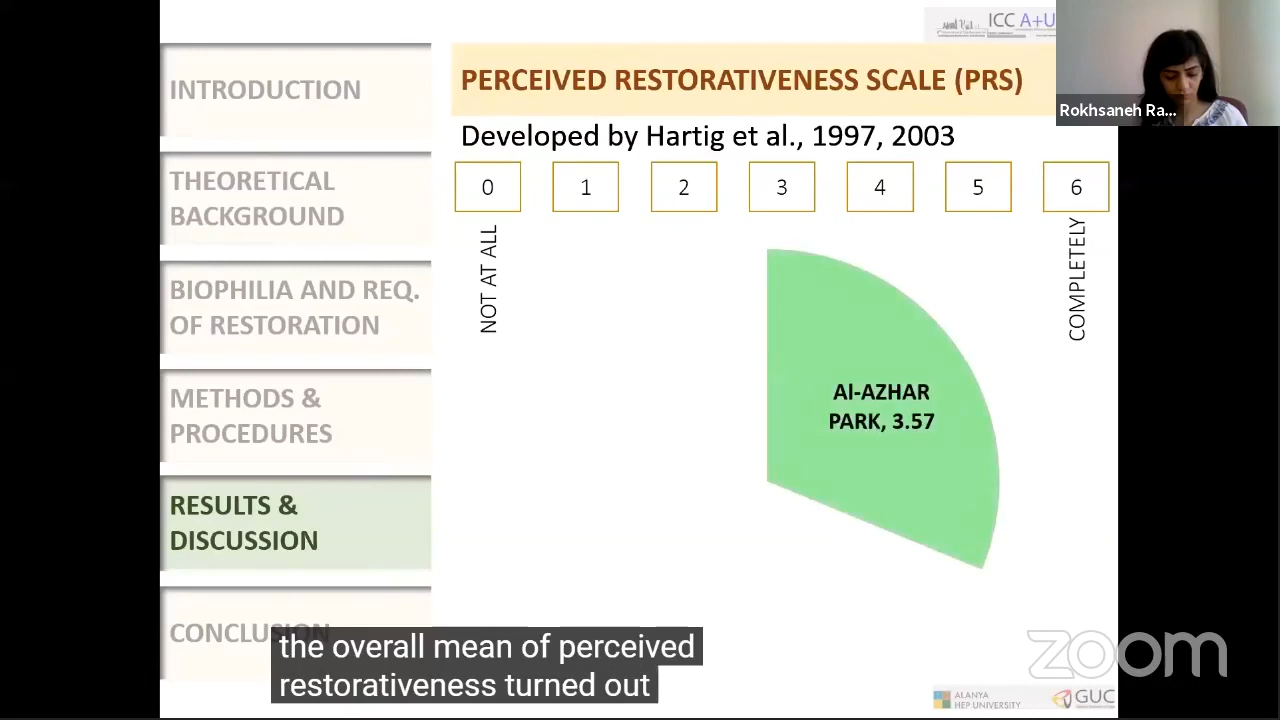 ICC A+U
PERCEIVED RESTORATIVENESS SCALE (PRS)
Rokhsaneh Ra...
Developed by Hartig et al., 1997, 2003
0 1 2 3 4 5 6
NOT AT ALL
COMPLETELY
INTRODUCTION
THEORETICAL
BACKGROUND
BIOPHILIA AND REQ.
OF RESTORATION
METHODS &
PROCEDURES
RESULTS &
DISCUSSION
CONCLUSION
Al-AZHAR
PARK, 3.57
the overall mean of perceived
restorativeness turned out
zoom
ALANYA
HEP UNIVERSITY
GUC